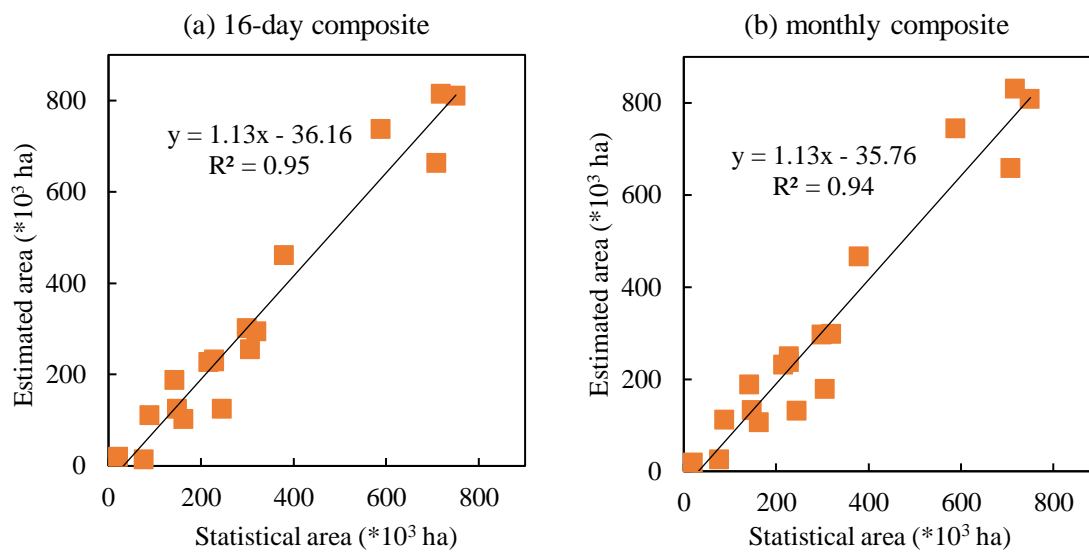 (a) 16-day composite
800
600
400
200
0
y = 1.13x - 36.16
R² = 0.95
Estimated area (*10³ ha)
0 200 400 600 800
Statistical area (*10³ ha)
(b) monthly composite
800
600
400
200
0
y = 1.13x - 35.76
R² = 0.94
Estimated area (*10³ ha)
0 200 400 600 800
Statistical area (*10³ ha)